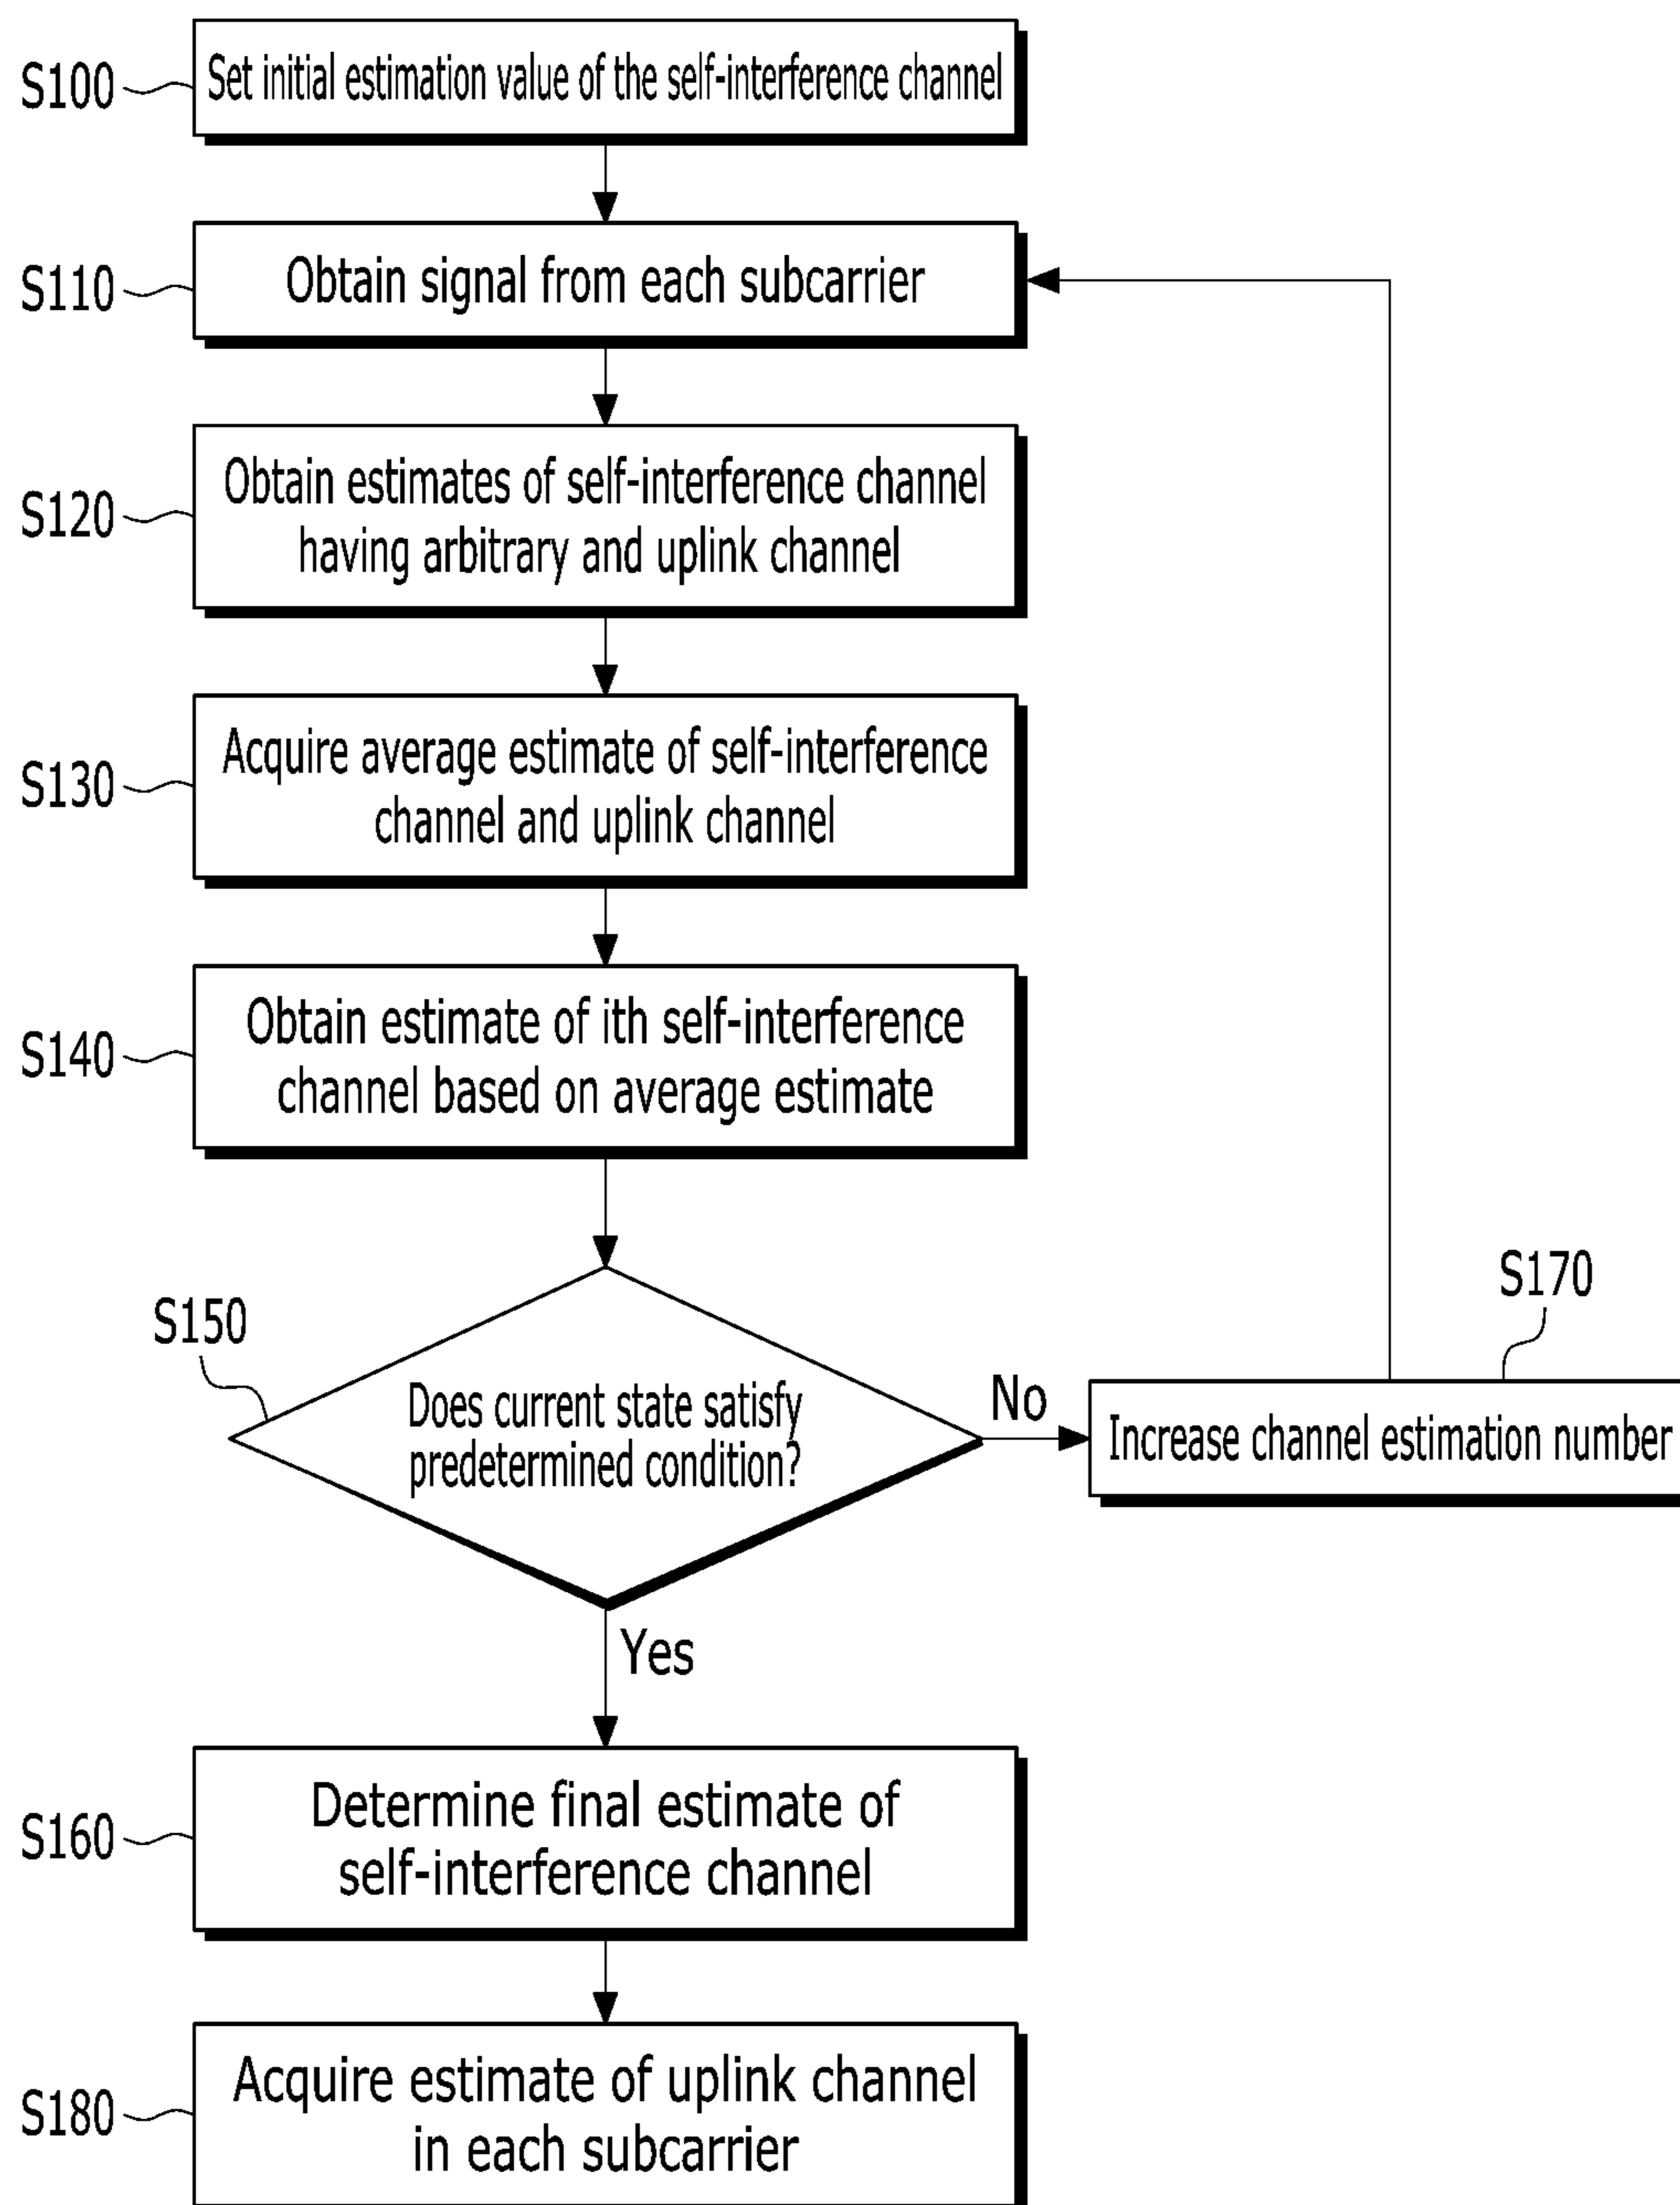 S100
Set initial estimation value of the self-interference channel
S110
Obtain signal from each subcarrier
S120
Obtain estimates of self-interference channel
having arbitrary and uplink channel
S130
Acquire average estimate of self-interference
channel and uplink channel
S140
Obtain estimate of ith self-interference
channel based on average estimate
S150
Does current state satisfy
predetermined condition?
No
S170
Increase channel estimation number
Yes
S160
Determine final estimate of
self-interference channel
S180
Acquire estimate of uplink channel
in each subcarrier